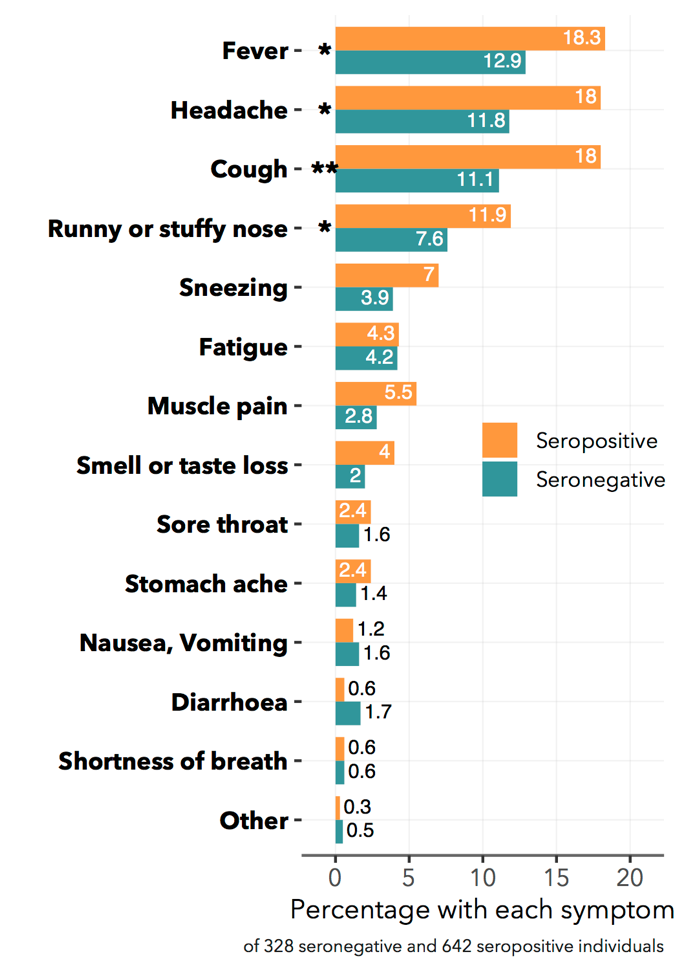 Fever * 18.3
12.9
Headache * 18
11.8
Cough ** 18
11.1
Runny or stuffy nose * 11.9
7.6
Sneezing 7
3.9
Fatigue 4.3
4.2
Muscle pain 5.5
2.8
Seropositive
Smell or taste loss 4
2
Seronegative
Sore throat 2.4
1.6
Stomach ache 2.4
1.4
Nausea, Vomiting 1.2
1.6
Diarrhoea 0.6
1.7
Shortness of breath 0.6
0.6
Other 0.3
0.5
0 5 10 15 20
Percentage with each symptom
of 328 seronegative and 642 seropositive individuals